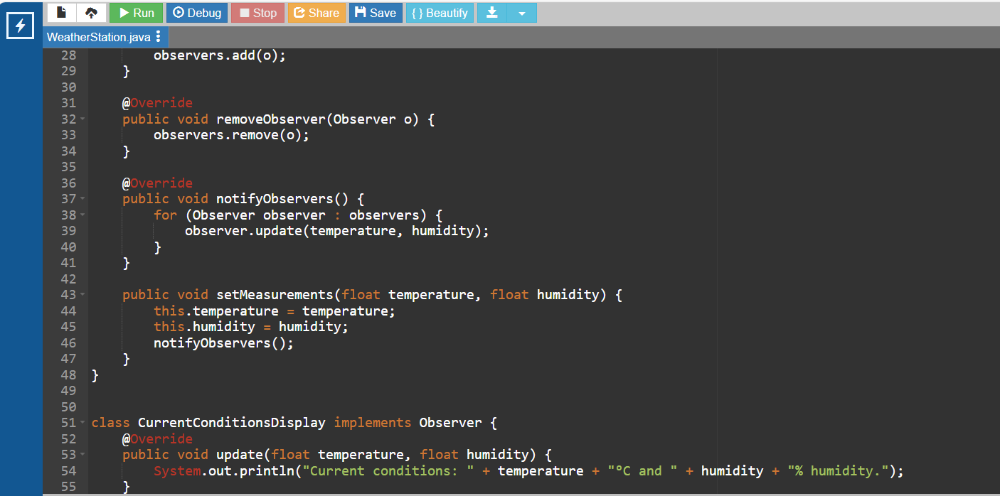 Run Debug Stop Share Save { } Beautify
WeatherStation.java
28 observers.add(o);
29 }
30
31 @Override
32 public void removeObserver(Observer o) {
33 observers.remove(o);
34 }
35
36 @Override
37 public void notifyObservers() {
38 for (Observer observer : observers) {
39 observer.update(temperature, humidity);
40 }
41 }
42
43 public void setMeasurements(float temperature, float humidity) {
44 this.temperature = temperature;
45 this.humidity = humidity;
46 notifyObservers();
47 }
48 }
49
50
51 class CurrentConditionsDisplay implements Observer {
52 @Override
53 public void update(float temperature, float humidity) {
54 System.out.println("Current conditions: " + temperature + "°C and " + humidity + "% humidity.");
55 }